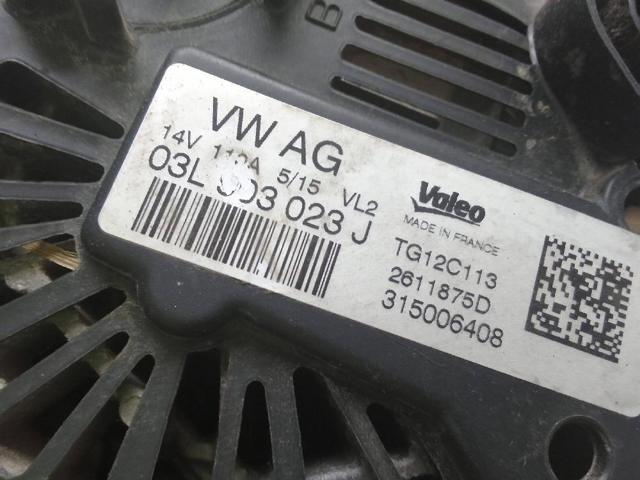 B
VW AG
14V 5/15 VL2
03L 903 023 J
Valeo
MADE IN FRANCE
TG12C113
2611875D
315006408